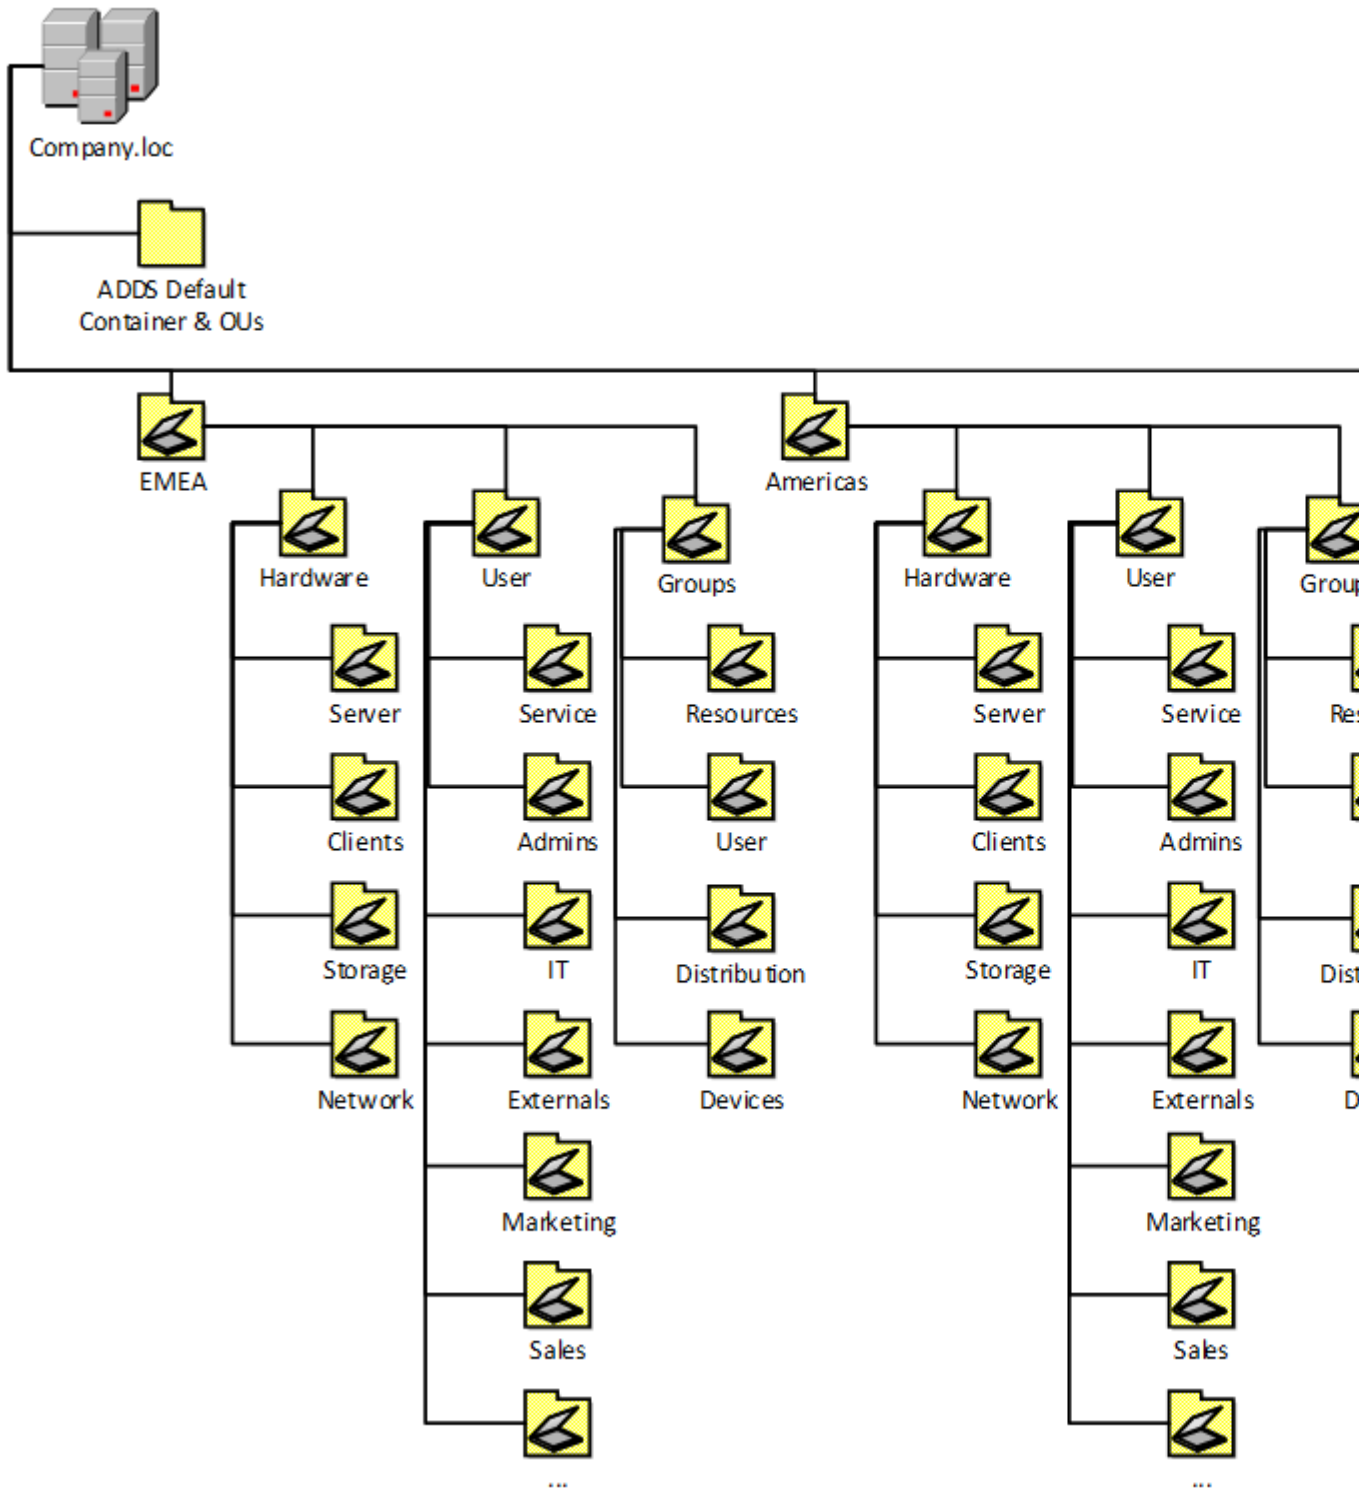 Company.loc
ADDS Default
Container & OUs
EMEA
Americas
Hardware
User
Groups
Hardware
User
Server
Service
Resources
Server
Service
Clients
Admins
User
Clients
Admins
Storage
IT
Distribution
Storage
IT
Network
Externals
Devices
Network
Externals
Marketing
Marketing
Sales
Sales
...
...